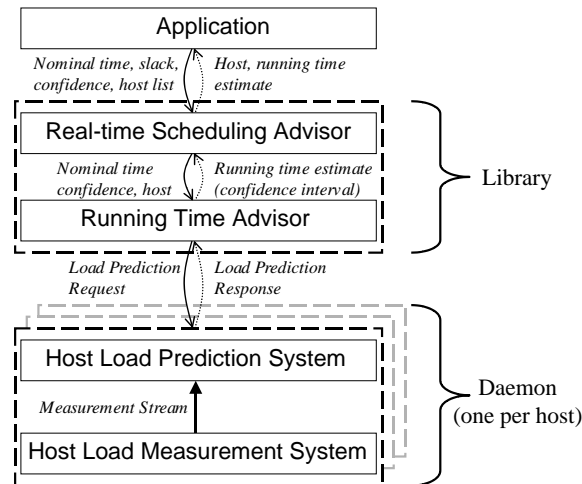 Application
Nominal time, slack,
confidence, host list
Host, running time
estimate
Real-time Scheduling Advisor
Nominal time
confidence, host
Running time estimate
(confidence interval)
Library
Running Time Advisor
Load Prediction
Request
Load Prediction
Response
Host Load Prediction System
Measurement Stream
Daemon
(one per host)
Host Load Measurement System